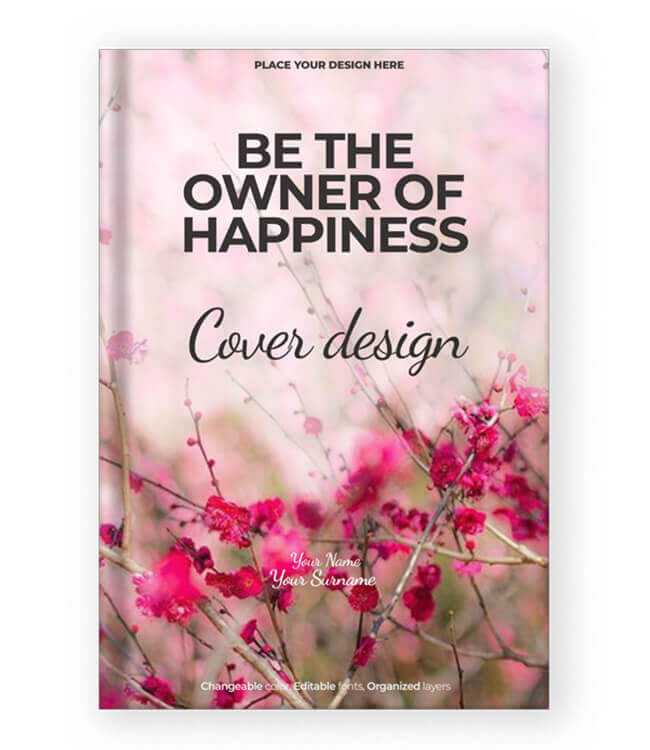 PLACE YOUR DESIGN HERE
BE THE
OWNER OF
HAPPINESS
Cover design
Your Name
Your Surname
Changeable color, Editable fonts, Organized layers